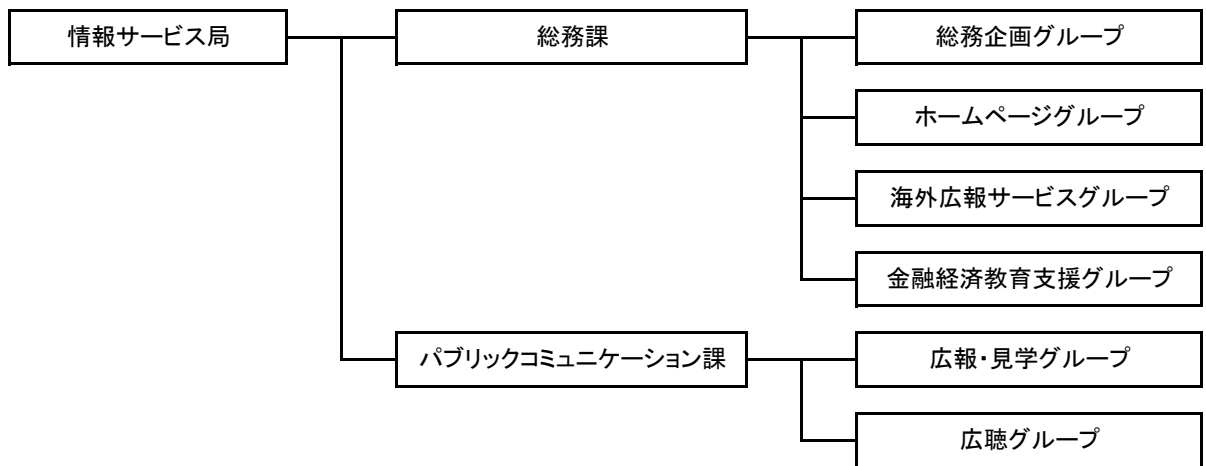 情報サービス局
総務課
総務企画グループ
ホームページグループ
海外広報サービスグループ
金融経済教育支援グループ
パブリックコミュニケーション課
広報・見学グループ
広聴グループ